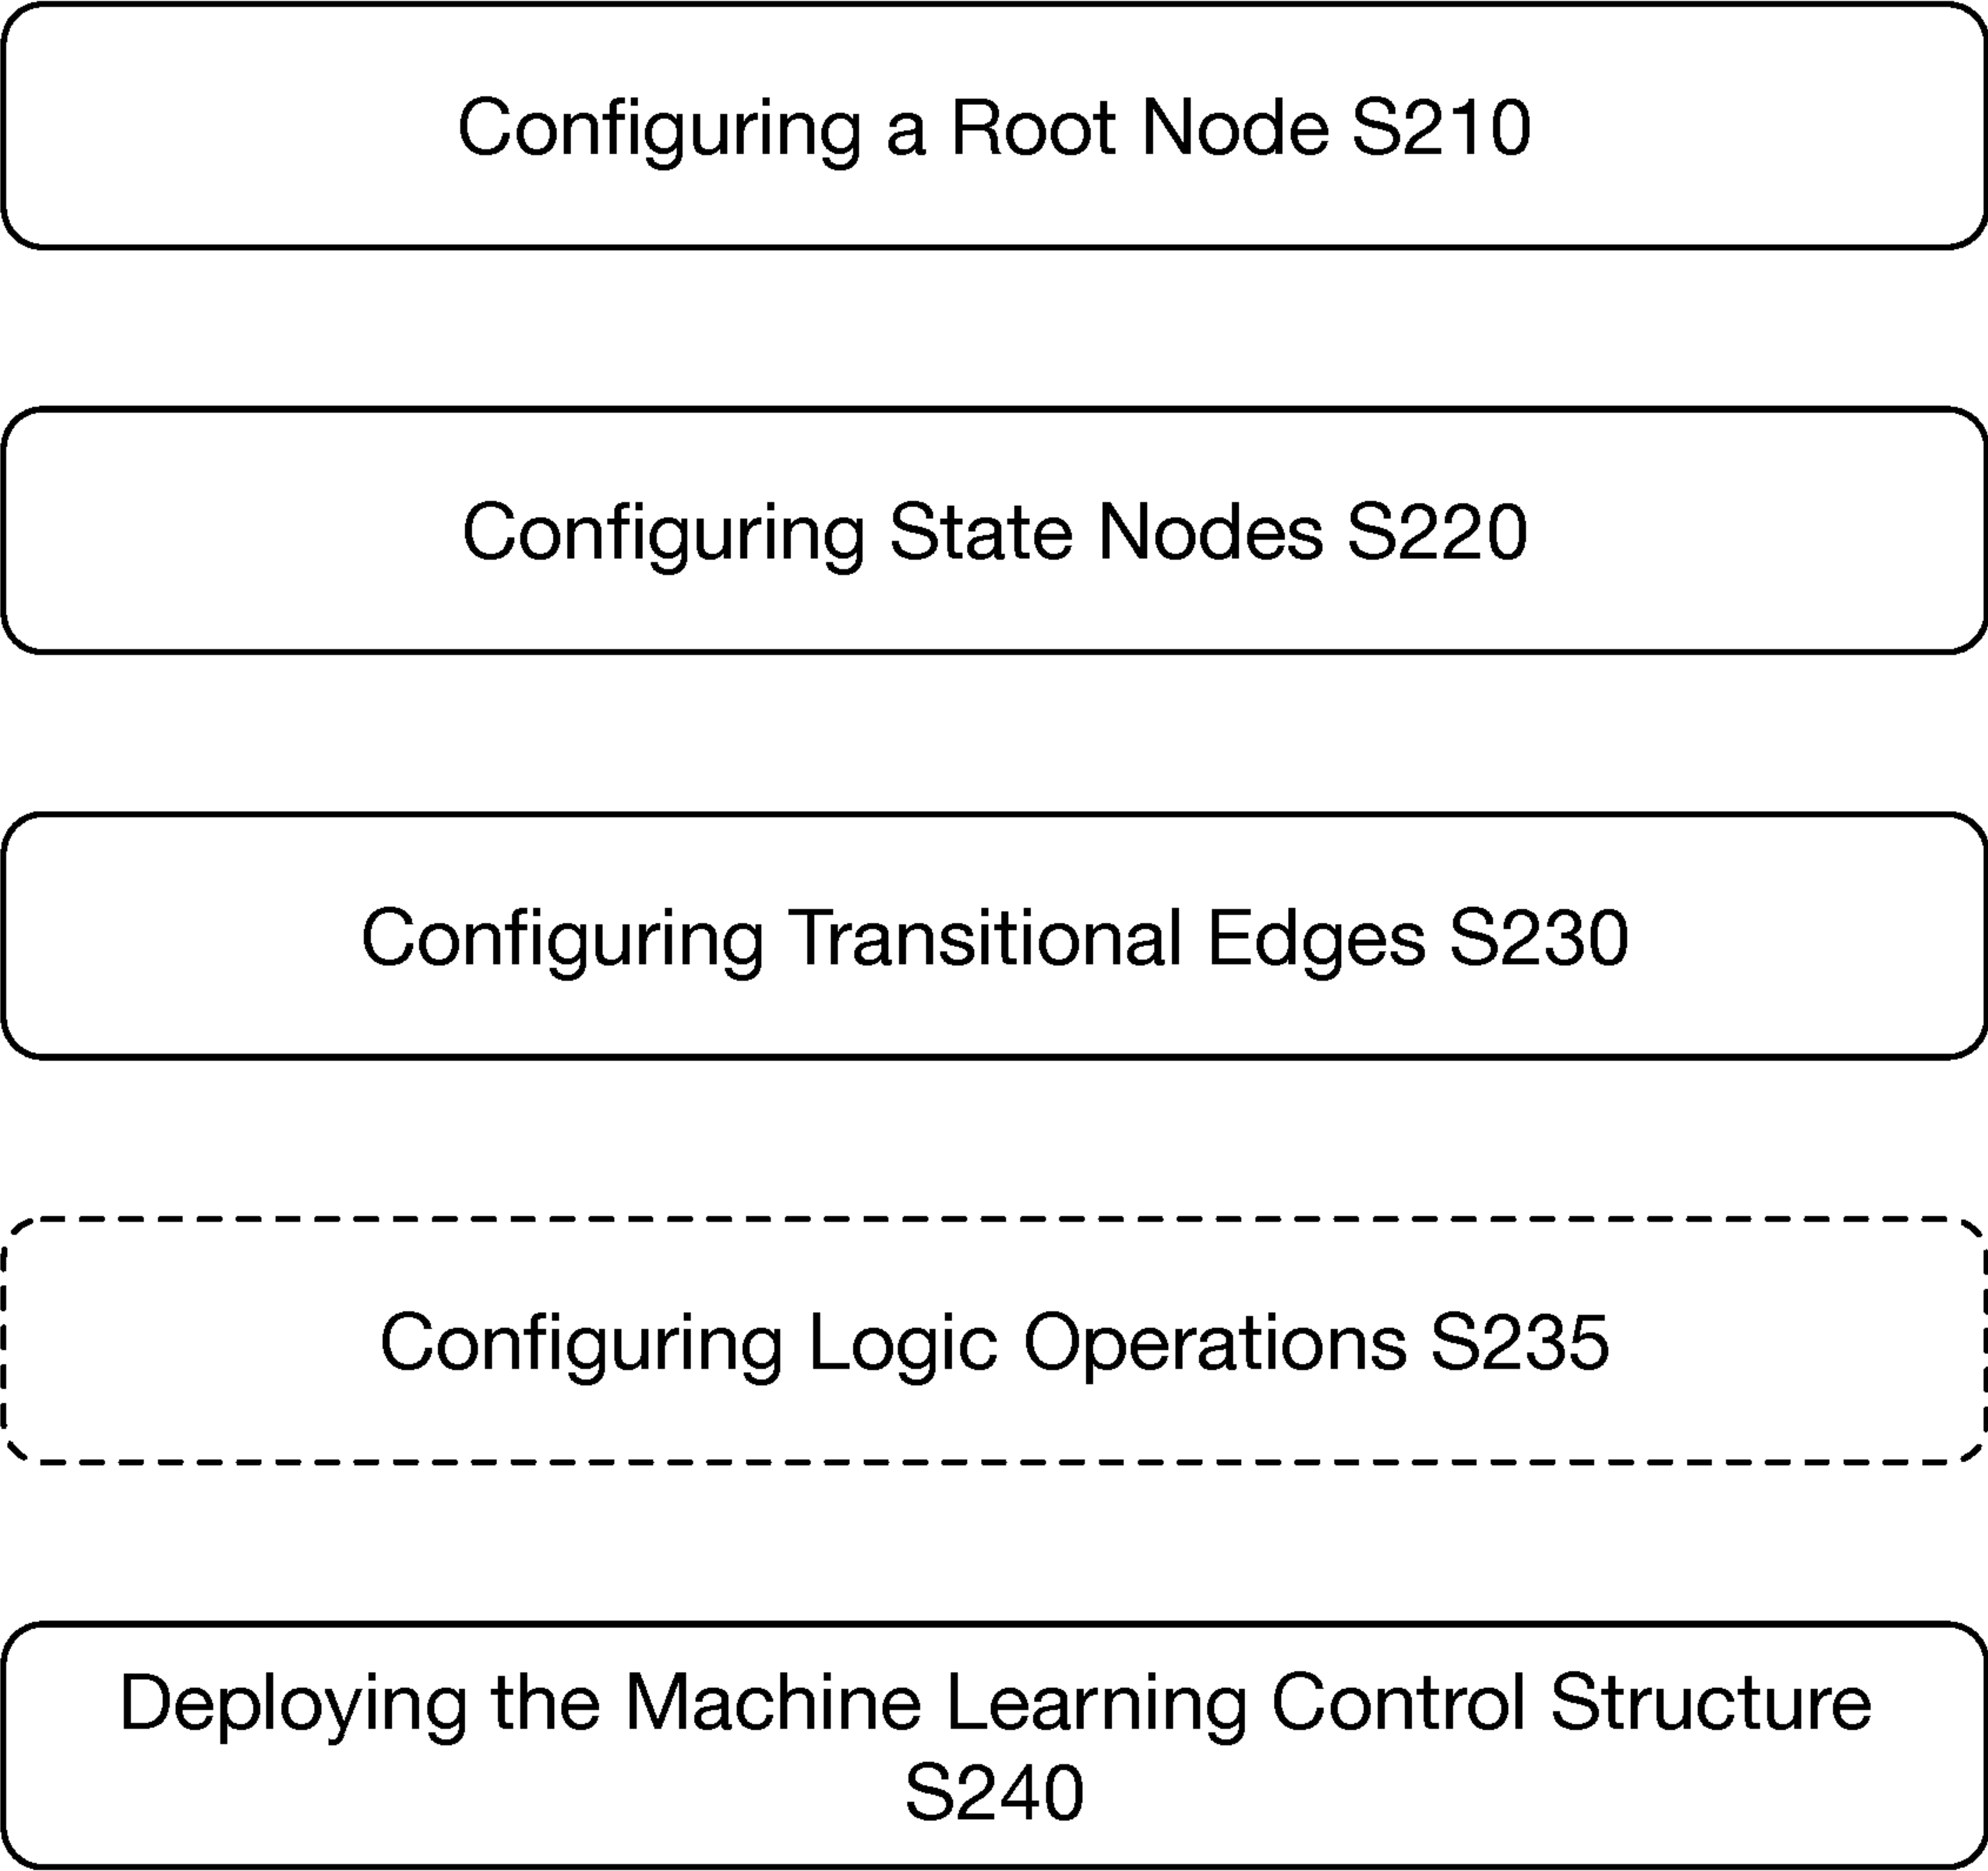 Configuring a Root Node S210
Configuring State Nodes S220
Configuring Transitional Edges S230
Configuring Logic Operations S235
Deploying the Machine Learning Control Structure
S240